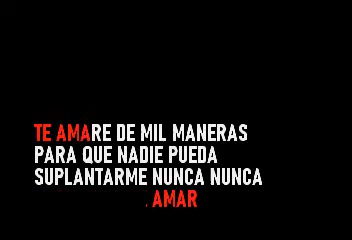 TE AMARE DE MIL MANERAS
PARA QUE NADIE PUEDA
SUPLANTARME NUNCA NUNCA
. AMAR